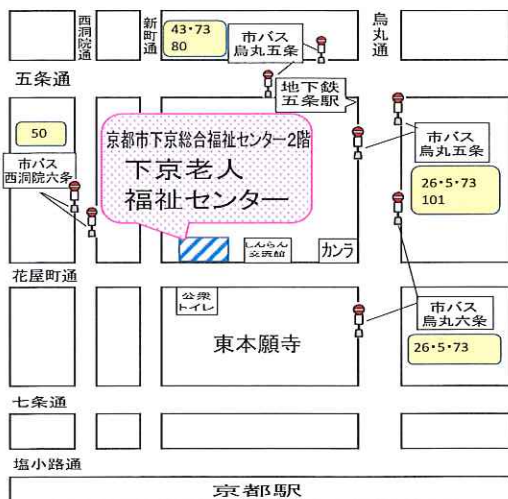 西洞院通
新町通
43・73
80
市バス
烏丸五条
烏丸通
五条通
地下鉄
五条駅
50
市バス
西洞院六条
京都市下京総合福祉センター2階
下京老人
福祉センター
市バス
烏丸五条
26・5・73
101
しんらん
交流館
カンラ
花屋町通
公衆
トイレ
東本願寺
市バス
烏丸六条
26・5・73
七条通
塩小路通
京都駅